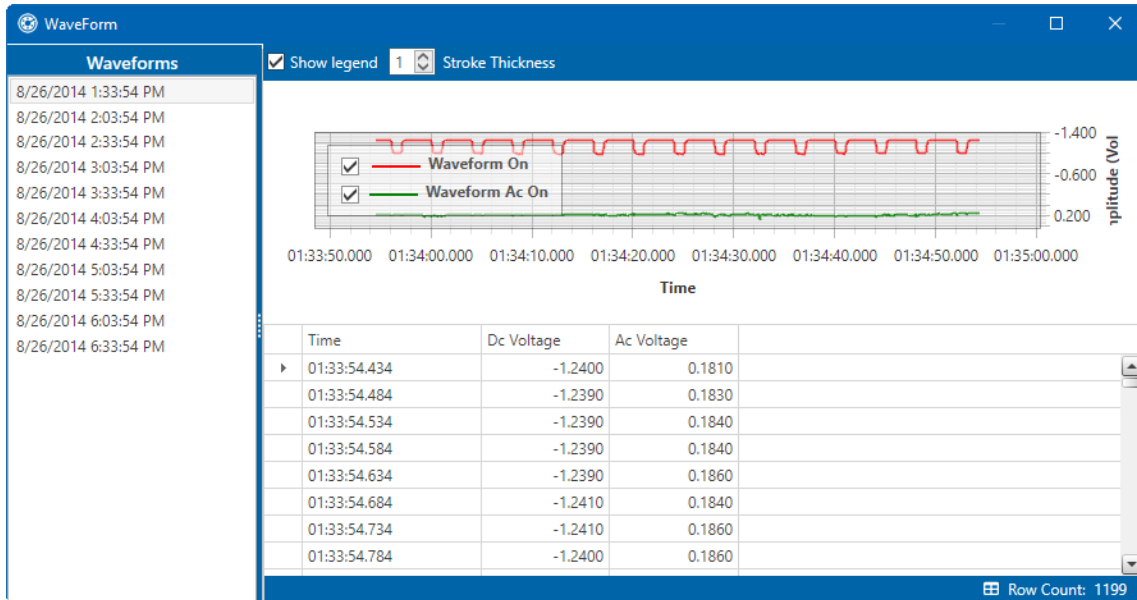 WaveForm
Waveforms
8/26/2014 1:33:54 PM
8/26/2014 2:03:54 PM
8/26/2014 2:33:54 PM
8/26/2014 3:03:54 PM
8/26/2014 3:33:54 PM
8/26/2014 4:03:54 PM
8/26/2014 4:33:54 PM
8/26/2014 5:03:54 PM
8/26/2014 5:33:54 PM
8/26/2014 6:03:54 PM
8/26/2014 6:33:54 PM
Show legend 1 Stroke Thickness
Waveform On
Waveform Ac On
-1.400
-0.600
0.200
plitude (Vol
01:33:50.000 01:34:00.000 01:34:10.000 01:34:20.000 01:34:30.000 01:34:40.000 01:34:50.000 01:35:00.000
Time
Time Dc Voltage Ac Voltage
01:33:54.434 -1.2400 0.1810
01:33:54.484 -1.2390 0.1830
01:33:54.534 -1.2390 0.1840
01:33:54.584 -1.2390 0.1840
01:33:54.634 -1.2390 0.1860
01:33:54.684 -1.2410 0.1840
01:33:54.734 -1.2410 0.1860
01:33:54.784 -1.2400 0.1860
Row Count: 1199